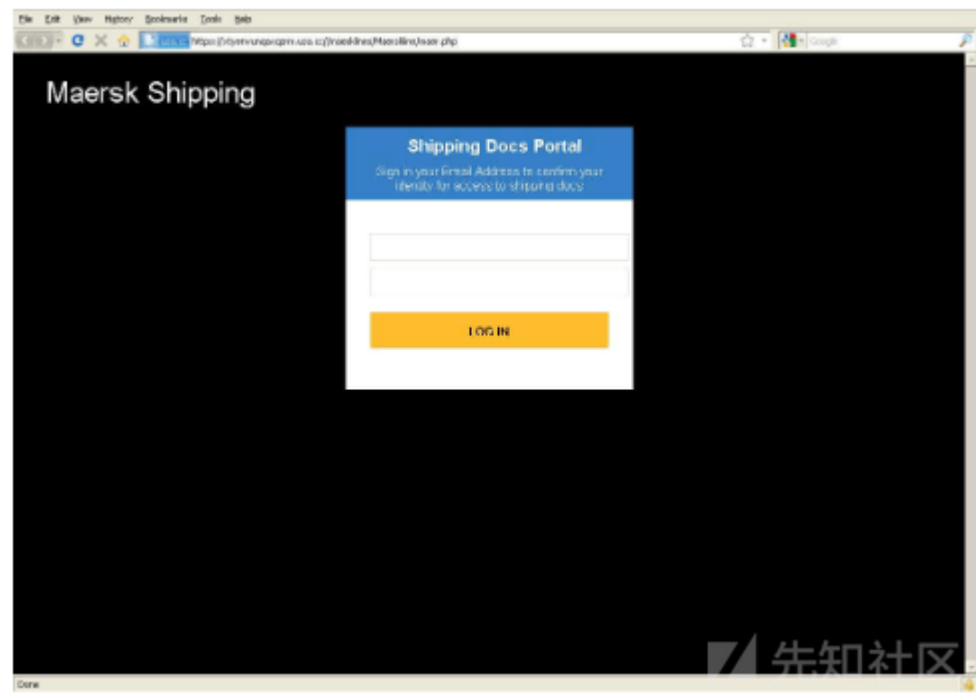 File Edit View History Bookmarks Tools Help
Google
Maersk Shipping
Shipping Docs Portal
Sign in your Email Address to confirm your
identity for access to shipping docs
LOG IN
先知社区
Done